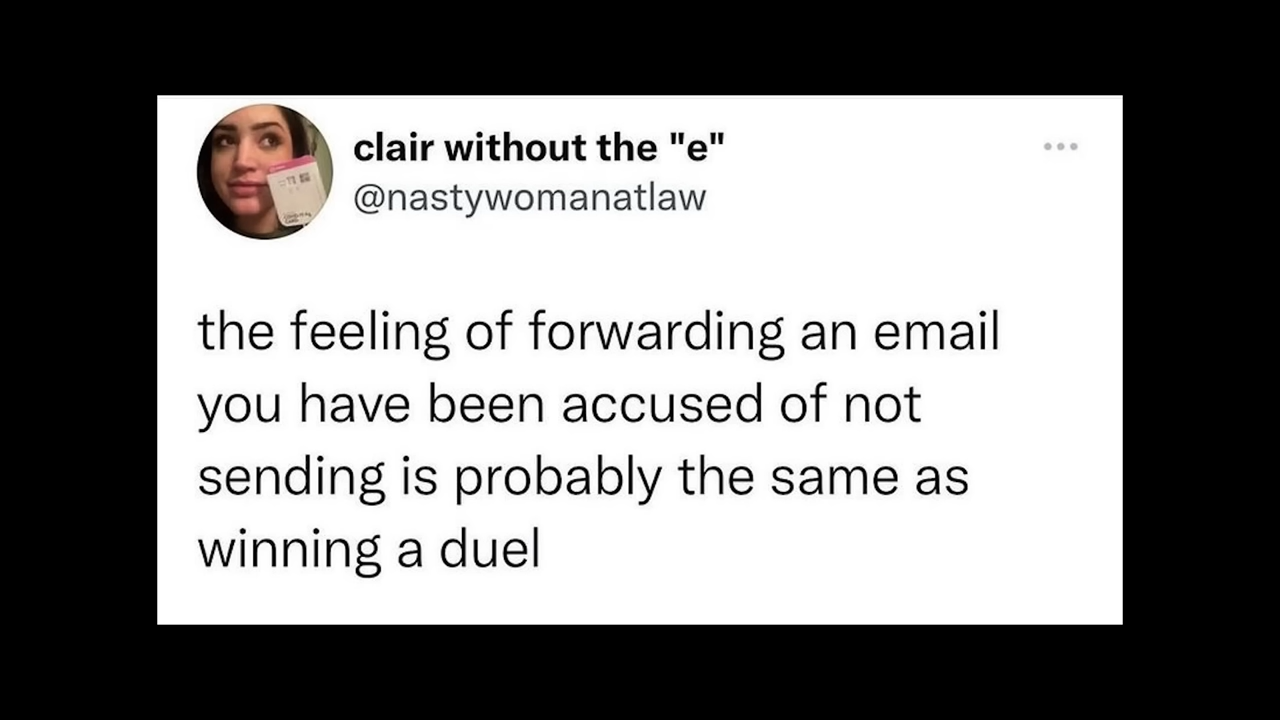 clair without the "e"
@nastywomanatlaw
the feeling of forwarding an email
you have been accused of not
sending is probably the same as
winning a duel